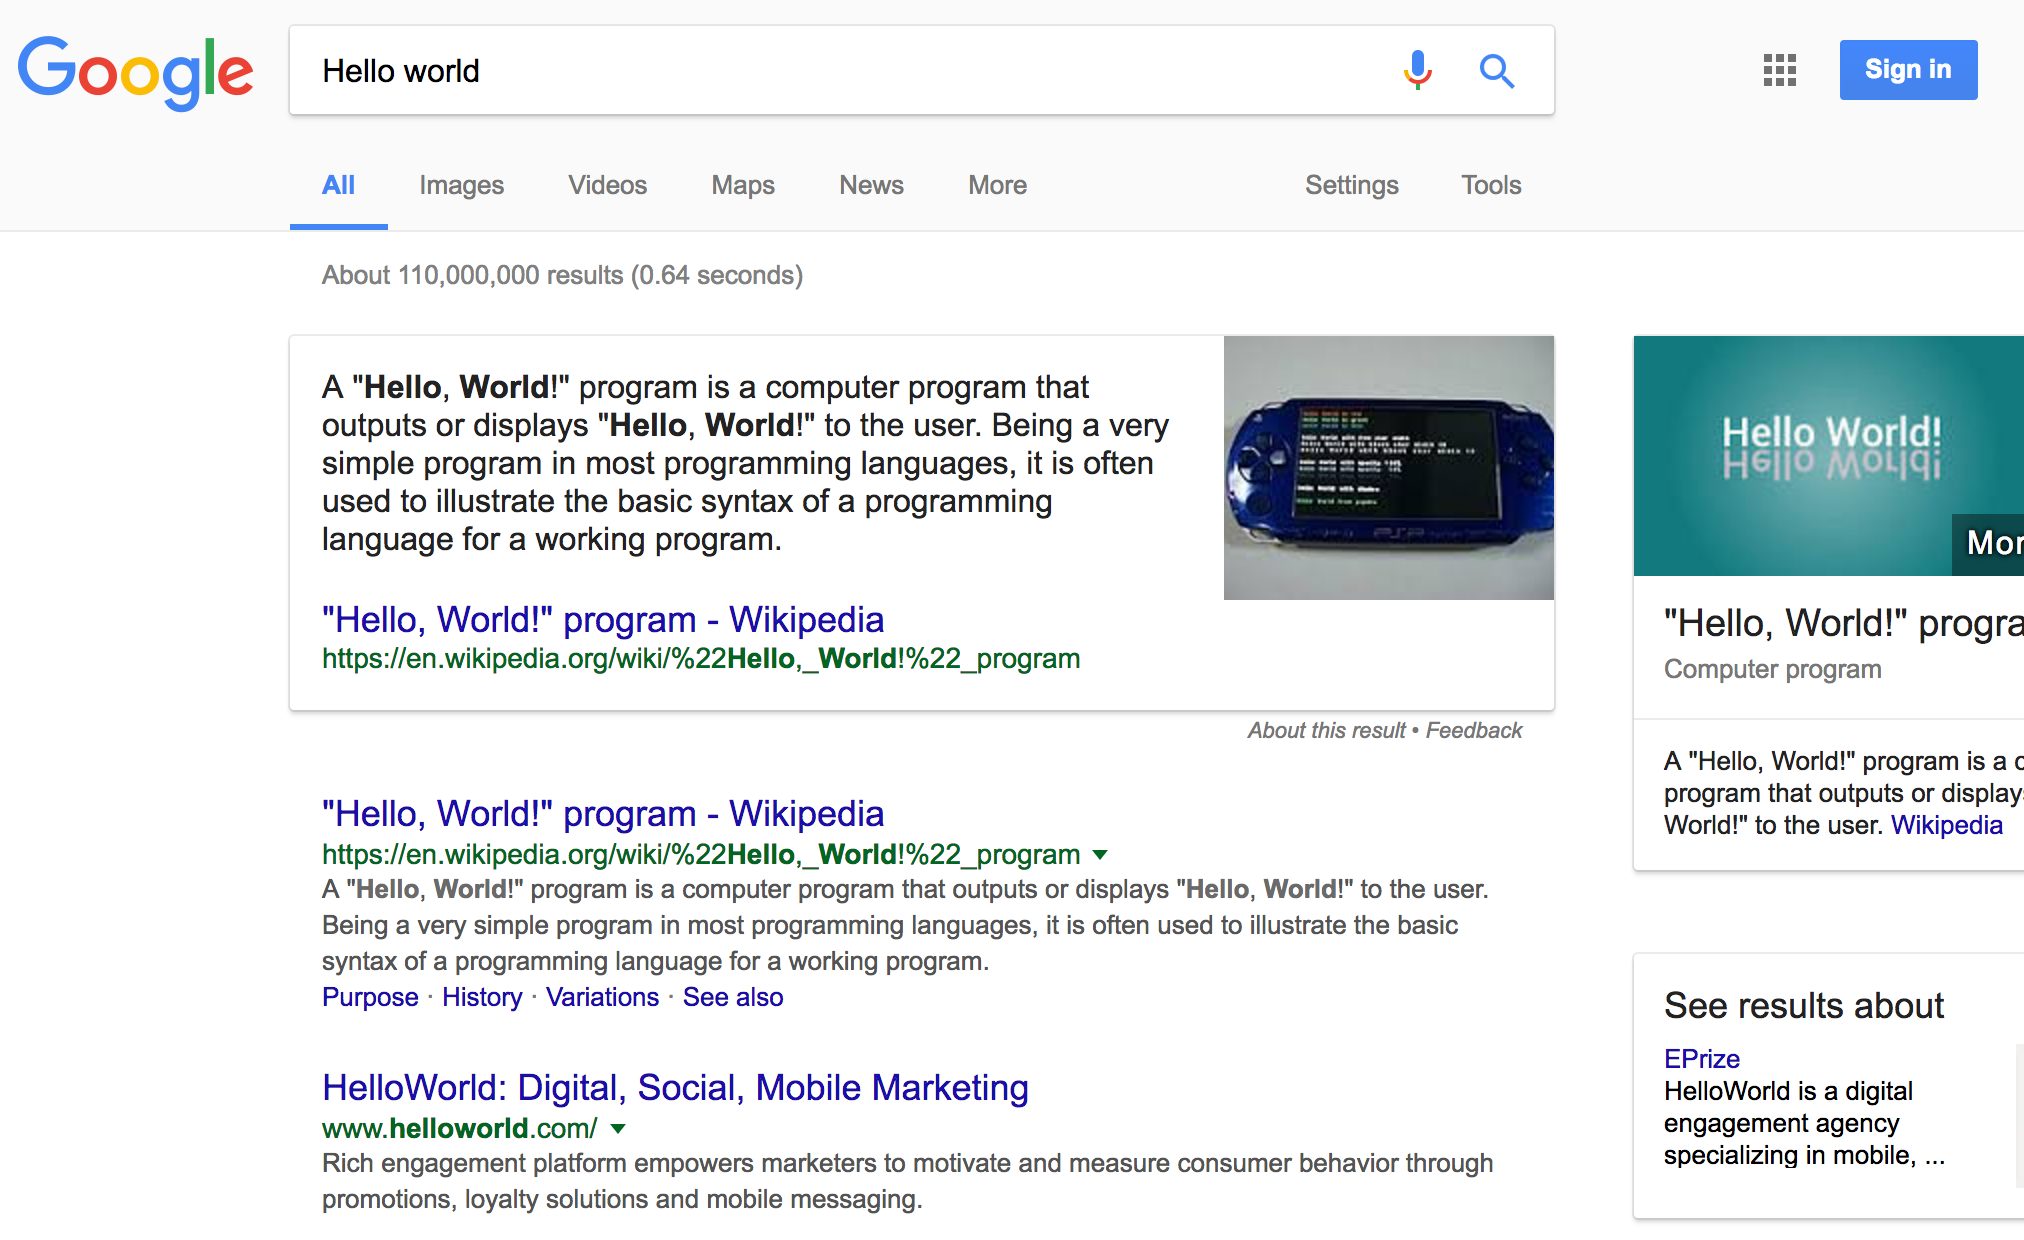 Google
Hello world
Sign in
All Images Videos Maps News More Settings Tools
About 110,000,000 results (0.64 seconds)
A "Hello, World!" program is a computer program that
outputs or displays "Hello, World!" to the user. Being a very
simple program in most programming languages, it is often
used to illustrate the basic syntax of a programming
language for a working program.
"Hello, World!" program - Wikipedia
https://en.wikipedia.org/wiki/%22Hello,_World!%22_program
About this result • Feedback
"Hello, World!" program - Wikipedia
https://en.wikipedia.org/wiki/%22Hello,_World!%22_program
A "Hello, World!" program is a computer program that outputs or displays "Hello, World!" to the user.
Being a very simple program in most programming languages, it is often used to illustrate the basic
syntax of a programming language for a working program.
Purpose · History · Variations · See also
HelloWorld: Digital, Social, Mobile Marketing
www.helloworld.com/
Rich engagement platform empowers marketers to motivate and measure consumer behavior through
promotions, loyalty solutions and mobile messaging.
Hello World!
Mor
"Hello, World!" progra
Computer program
A "Hello, World!" program is a c
program that outputs or display
World!" to the user. Wikipedia
See results about
EPrize
HelloWorld is a digital
engagement agency
specializing in mobile, ...